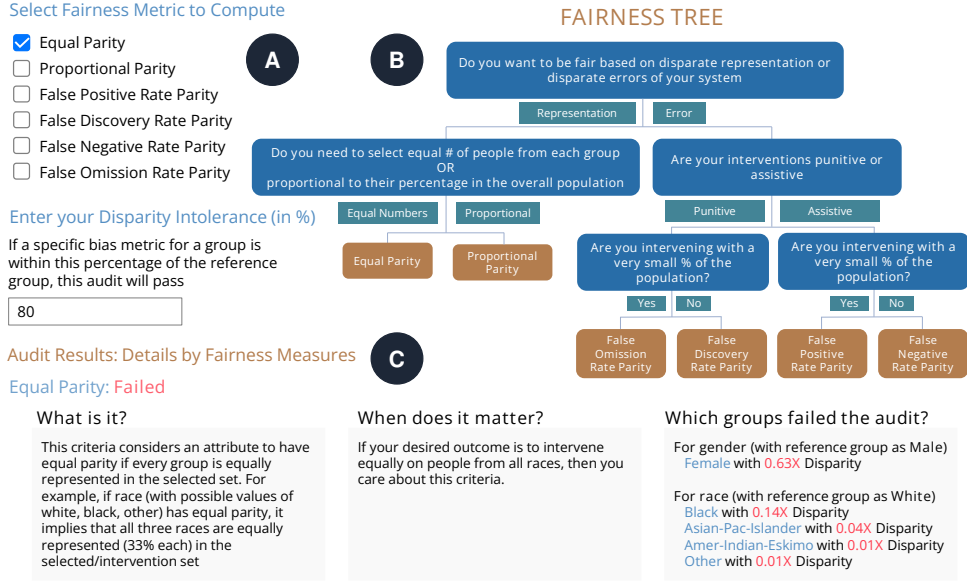 Select Fairness Metric to Compute
Equal Parity
Proportional Parity
False Positive Rate Parity
False Discovery Rate Parity
False Negative Rate Parity
False Omission Rate Parity
Enter your Disparity Intolerance (in %)
If a specific bias metric for a group is
within this percentage of the reference
group, this audit will pass
80
A
B
FAIRNESS TREE
Do you want to be fair based on disparate representation or
disparate errors of your system
Representation
Error
Do you need to select equal # of people from each group
OR
proportional to their percentage in the overall population
Are your interventions punitive or
assistive
Equal Numbers
Proportional
Punitive
Assistive
Equal Parity
Proportional
Parity
Are you intervening with a
very small % of the
population?
Are you intervening with a
very small % of the
population?
Yes
No
Yes
No
False
Omission
Rate Parity
False
Discovery
Rate Parity
False
Positive
Rate Parity
False
Negative
Rate Parity
Audit Results: Details by Fairness Measures
C
Equal Parity: Failed
What is it?
This criteria considers an attribute to have
equal parity if every group is equally
represented in the selected set. For
example, if race (with possible values of
white, black, other) has equal parity, it
implies that all three races are equally
represented (33% each) in the
selected/intervention set
When does it matter?
If your desired outcome is to intervene
equally on people from all races, then you
care about this criteria.
Which groups failed the audit?
For gender (with reference group as Male)
Female with 0.63X Disparity
For race (with reference group as White)
Black with 0.14X Disparity
Asian-Pac-Islander with 0.04X Disparity
Amer-Indian-Eskimo with 0.01X Disparity
Other with 0.01X Disparity